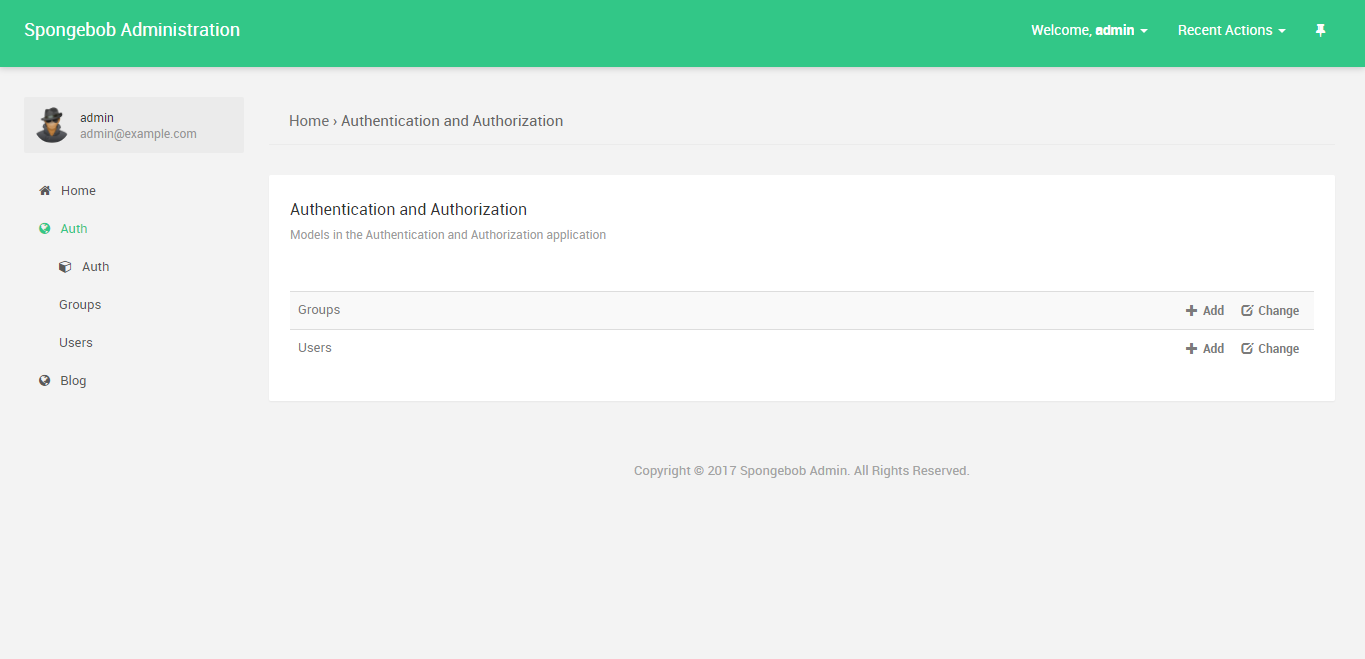 Spongebob Administration
Welcome, admin
Recent Actions
admin
admin@example.com
Home
Auth
Auth
Groups
Users
Blog
Home › Authentication and Authorization
Authentication and Authorization
Models in the Authentication and Authorization application
Groups Add Change
Users Add Change
Copyright © 2017 Spongebob Admin. All Rights Reserved.